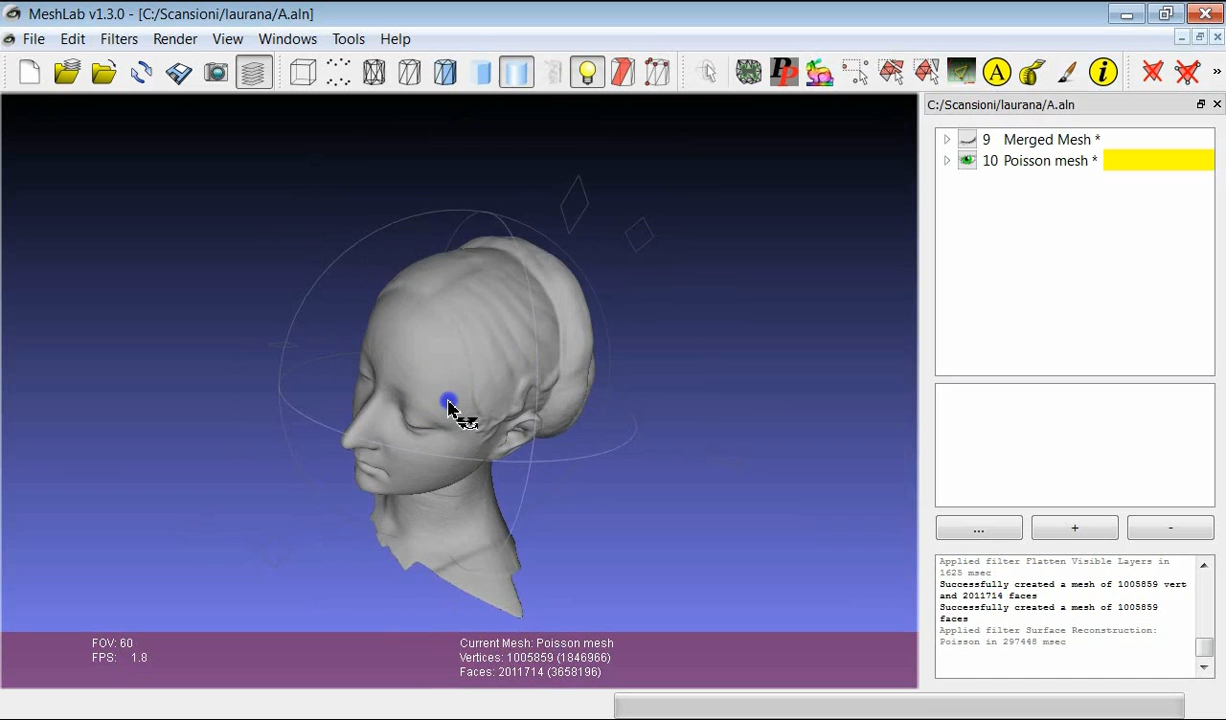 MeshLab v1.3.0 - [C:/Scansioni/laurana/A.aln]
File Edit Filters Render View Windows Tools Help
A i »
C:/Scansioni/laurana/A.aln
9 Merged Mesh *
10 Poisson mesh *
... + -
Applied filter Flatten Visible Layers in
1625 msec
Successfully created a mesh of 1005859 vert
and 2011714 faces
Successfully created a mesh of 1005859
faces
Applied filter Surface Reconstruction:
Poisson in 297448 msec
FOV: 60
FPS: 1.8
Current Mesh: Poisson mesh
Vertices: 1005859 (1846966)
Faces: 2011714 (3658196)